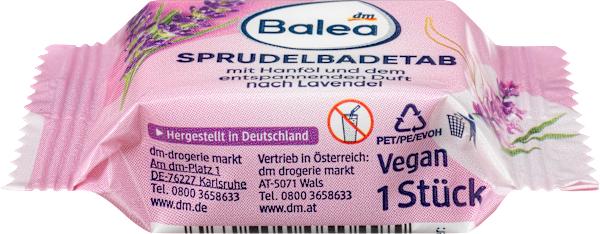 dm
Balea
SPRUDELBADETAB
mit Hanföl und dem
entspannenden Duft
nach Lavendel
Hergestellt in Deutschland
dm-drogerie markt
Am dm-Platz 1
DE-76227 Karlsruhe
Tel. 0800 3658633
www.dm.de
Vertrieb in Österreich:
dm drogerie markt
AT-5071 Wals
Tel. 0800 3658633
www.dm.at
PET/PE/EVOH
Vegan
1 Stück